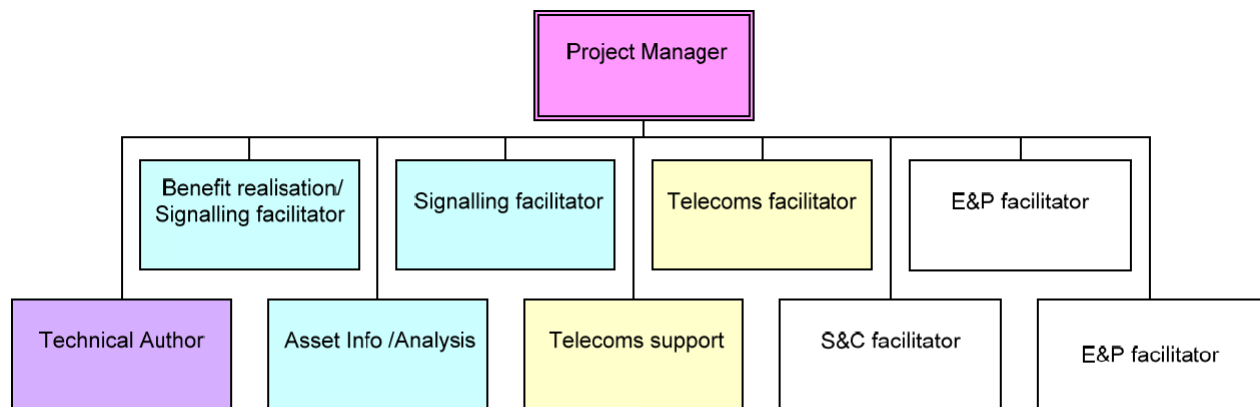 Project Manager
Benefit realisation/
Signalling facilitator
Signalling facilitator
Telecoms facilitator
E&P facilitator
Technical Author
Asset Info /Analysis
Telecoms support
S&C facilitator
E&P facilitator